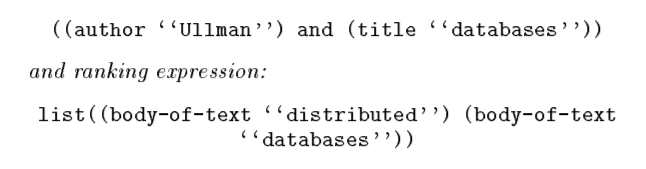 ((author ‘‘Ullman’’) and (title ‘‘databases’’))
and ranking expression:
list((body-of-text ‘‘distributed’’) (body-of-text
‘‘databases’’))